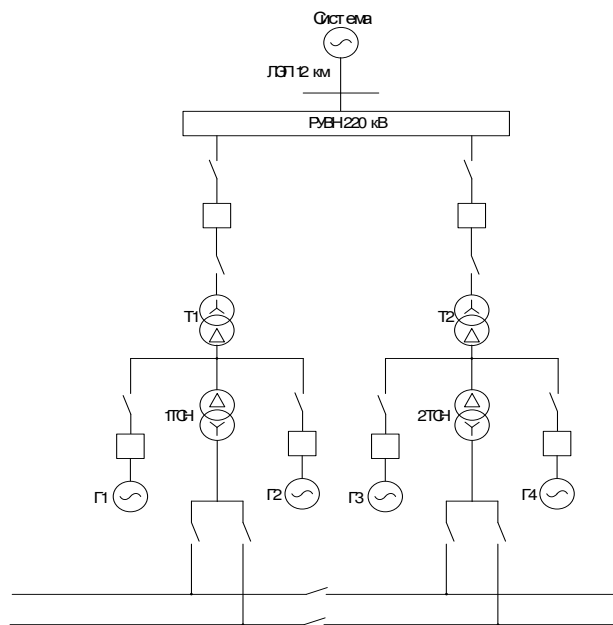 Система
ЛЭП 12 км
РУВН 220 кВ
Т1
Т2
1ТСН
2ТСН
Г1
Г2
Г3
Г4